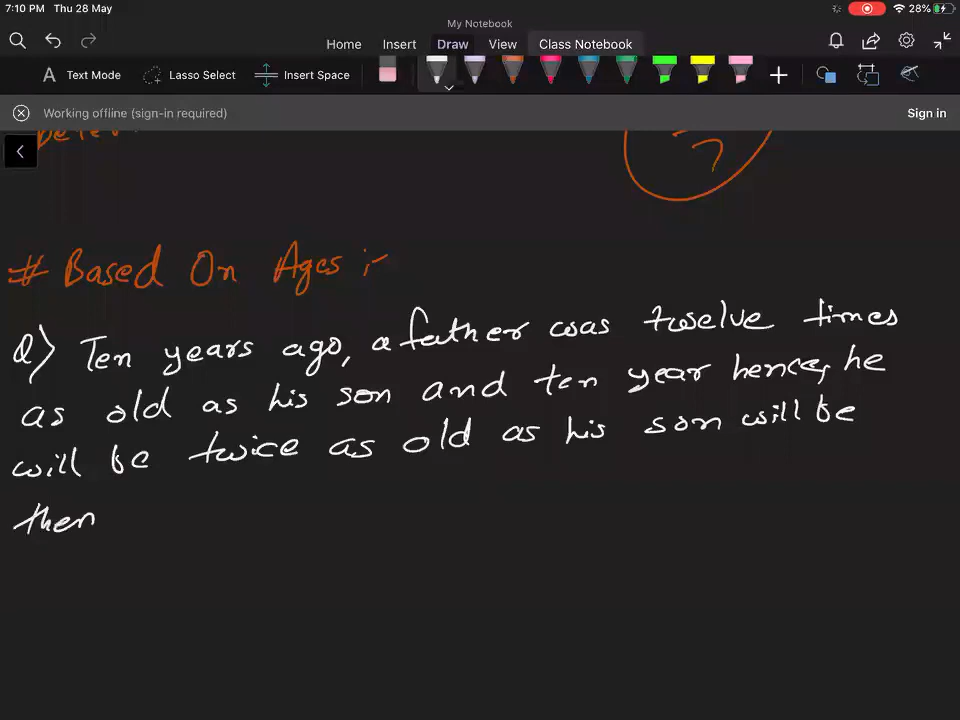 7:10 PM Thu 28 May
28%
My Notebook
Home Insert Draw View Class Notebook
Text Mode Lasso Select Insert Space
Working offline (sign-in required) Sign in
7
# Based On Ages :-
Q) Ten years ago, a father was twelve times
as old as his son and ten year hence, he
will be twice as old as his son will be
then